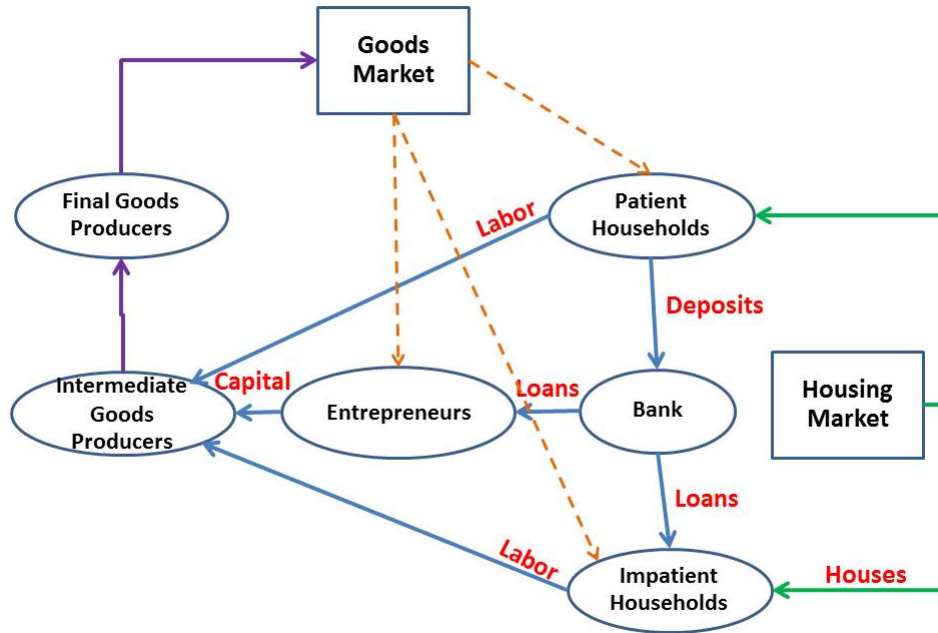 Goods
Market
Final Goods
Producers
Labor
Patient
Households
Deposits
Intermediate
Goods
Producers
Capital
Entrepreneurs
Loans
Bank
Housing
Market
Loans
Labor
Impatient
Households
Houses